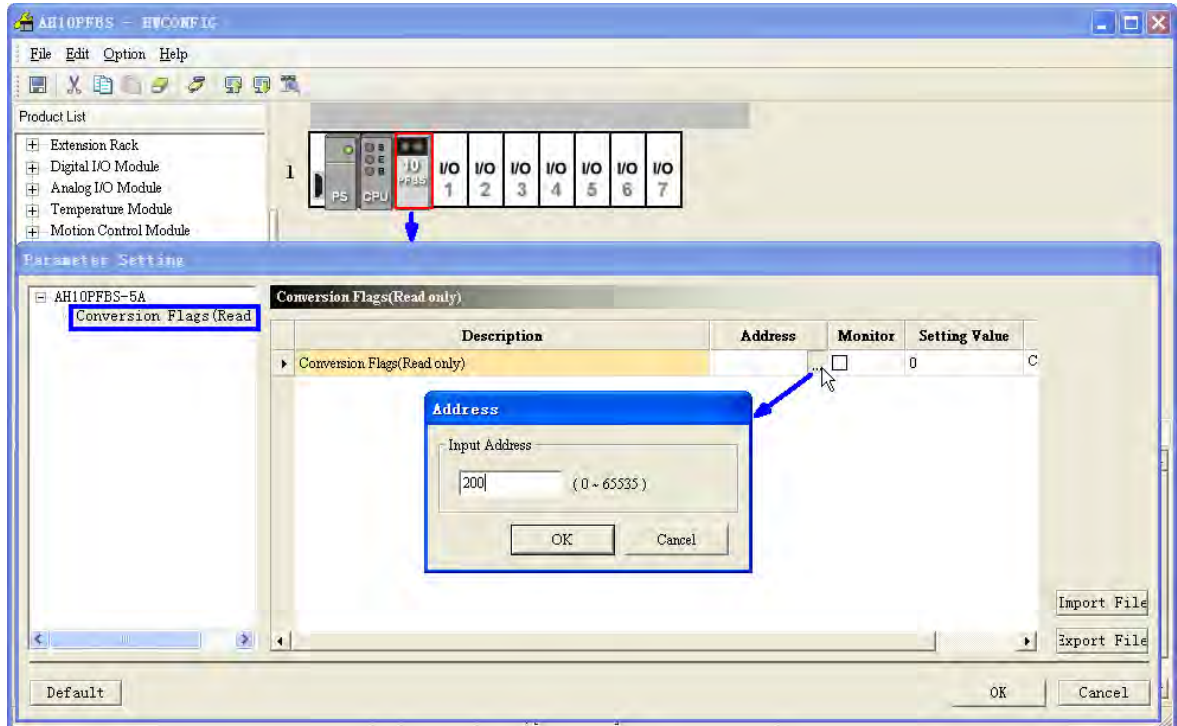 AH10PFBS - HWCONFIG
File Edit Option Help
Product List
Extension Rack
Digital I/O Module
Analog I/O Module
Temperature Module
Motion Control Module
1
PS CPU 10 PFBS I/O 1 I/O 2 I/O 3 I/O 4 I/O 5 I/O 6 I/O 7
Parameter Setting
AH10PFBS-5A
Conversion Flags(Read
Conversion Flags(Read only)
Description Address Monitor Setting Value
Conversion Flags(Read only) ... 0 C
Address
Input Address
200 ( 0 ~ 65535 )
OK Cancel
Import File
Export File
Default OK Cancel